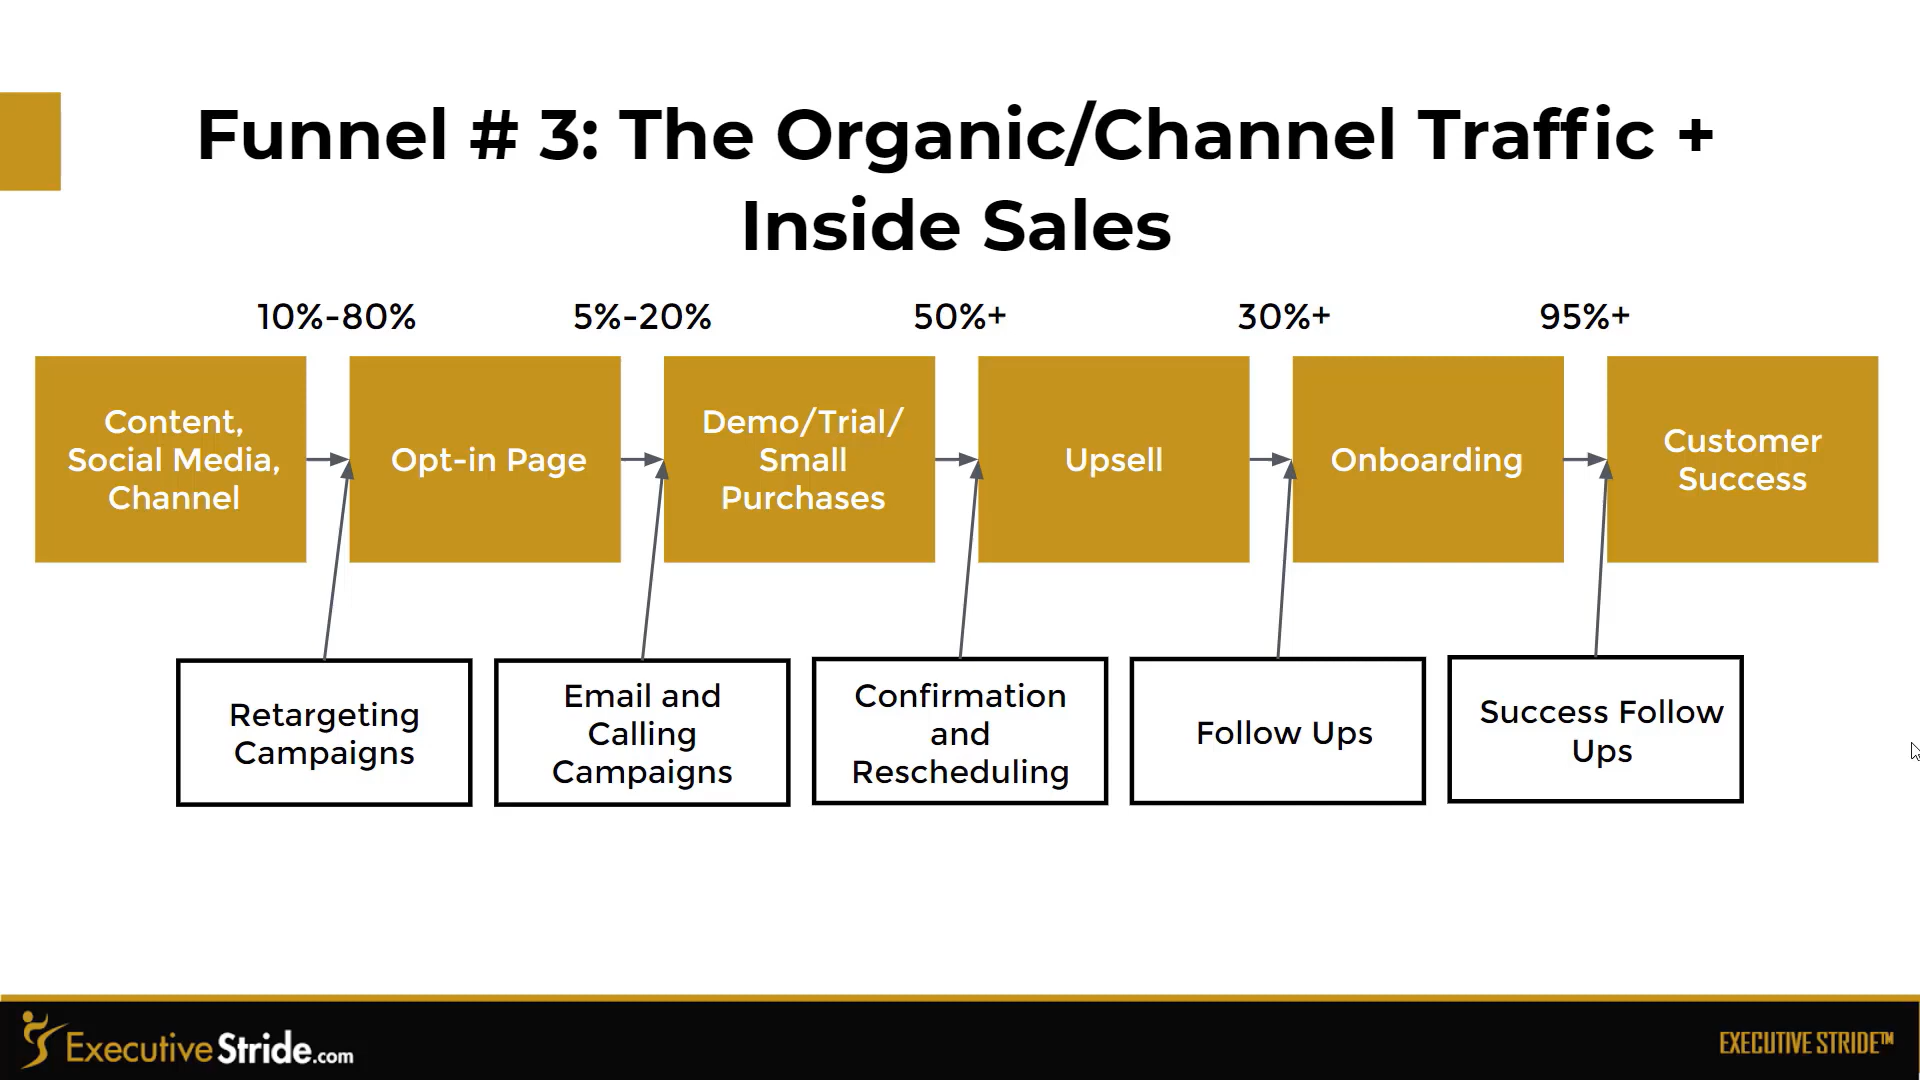 Funnel # 3: The Organic/Channel Traffic +
Inside Sales
10%-80%
5%-20%
50%+
30%+
95%+
Content,
Social Media,
Channel
Opt-in Page
Demo/Trial/
Small
Purchases
Upsell
Onboarding
Customer
Success
Retargeting
Campaigns
Email and
Calling
Campaigns
Confirmation
and
Rescheduling
Follow Ups
Success Follow
Ups
ExecutiveStride.com
EXECUTIVE STRIDE™